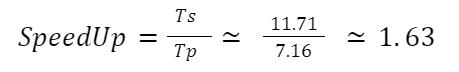 SpeedUp = Ts/Tp ≃ 11.71/7.16 ≃ 1.63